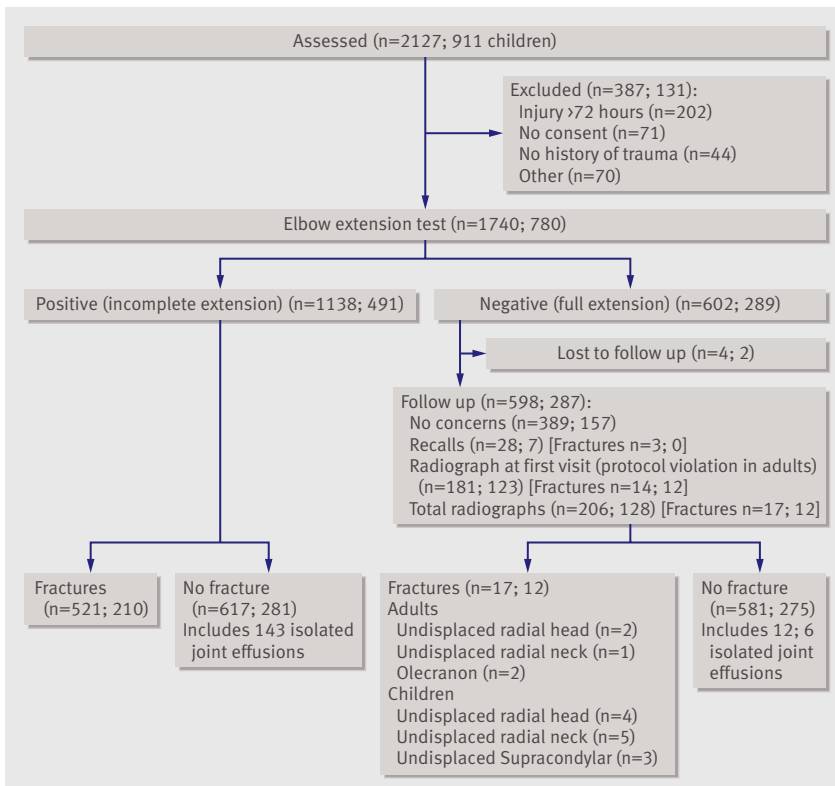 Assessed (n=2127; 911 children)
Excluded (n=387; 131):
Injury >72 hours (n=202)
No consent (n=71)
No history of trauma (n=44)
Other (n=70)
Elbow extension test (n=1740; 780)
Positive (incomplete extension) (n=1138; 491)
Negative (full extension) (n=602; 289)
Lost to follow up (n=4; 2)
Follow up (n=598; 287):
No concerns (n=389; 157)
Recalls (n=28; 7) [Fractures n=3; 0]
Radiograph at first visit (protocol violation in adults)
(n=181; 123) [Fractures n=14; 12]
Total radiographs (n=206; 128) [Fractures n=17; 12]
Fractures
(n=521; 210)
No fracture
(n=617; 281)
Includes 143 isolated
joint effusions
Fractures (n=17; 12)
Adults
Undisplaced radial head (n=2)
Undisplaced radial neck (n=1)
Olecranon (n=2)
Children
Undisplaced radial head (n=4)
Undisplaced radial neck (n=5)
Undisplaced Supracondylar (n=3)
No fracture
(n=581; 275)
Includes 12; 6
isolated joint
effusions